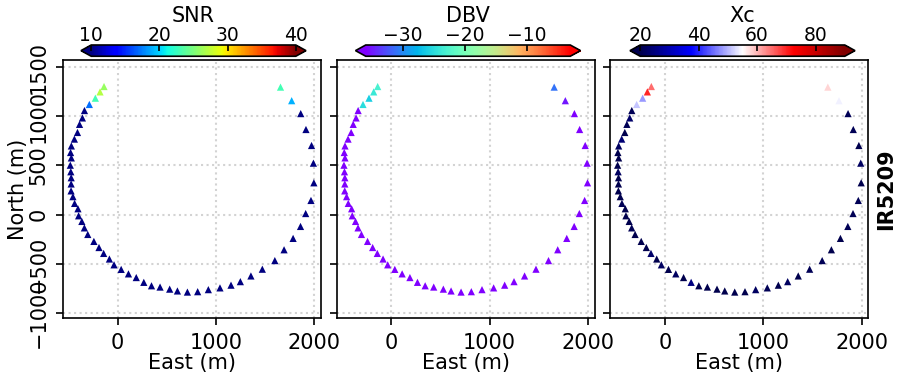 SNR DBV Xc
10 20 30 40 −30 −20 −10 20 40 60 80
1500
1000
500
0
−500
−1000
North (m)
IR5209
0 1000 2000 0 1000 2000 0 1000 2000
East (m) East (m) East (m)